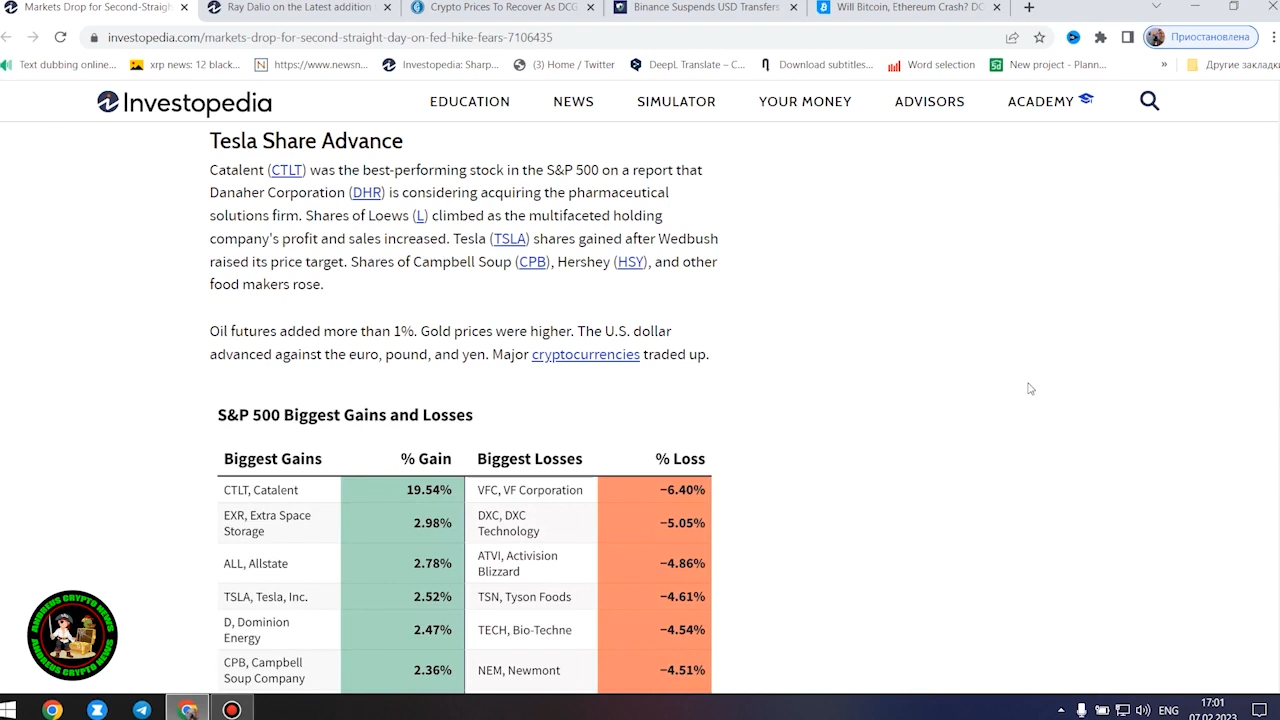 Markets Drop for Second-Straigh
Ray Dalio on the Latest addition
Crypto Prices To Recover As DCG
Binance Suspends USD Transfers
Will Bitcoin, Ethereum Crash? DC
investopedia.com/markets-drop-for-second-straight-day-on-fed-hike-fears-7106435
Приостановлена
Text dubbing online...
xrp news: 12 black...
https://www.newsn...
Investopedia: Sharp...
(3) Home / Twitter
DeepL Translate – C...
Download subtitles...
Word selection
New project - Plann...
»
Другие закладки
Investopedia
EDUCATION
NEWS
SIMULATOR
YOUR MONEY
ADVISORS
ACADEMY
Tesla Share Advance
Catalent (CTLT) was the best-performing stock in the S&P 500 on a report that
Danaher Corporation (DHR) is considering acquiring the pharmaceutical
solutions firm. Shares of Loews (L) climbed as the multifaceted holding
company's profit and sales increased. Tesla (TSLA) shares gained after Wedbush
raised its price target. Shares of Campbell Soup (CPB), Hershey (HSY), and other
food makers rose.
Oil futures added more than 1%. Gold prices were higher. The U.S. dollar
advanced against the euro, pound, and yen. Major cryptocurrencies traded up.
S&P 500 Biggest Gains and Losses
Biggest Gains % Gain Biggest Losses % Loss
CTLT, Catalent 19.54% VFC, VF Corporation −6.40%
EXR, Extra Space
Storage
2.98%
DXC, DXC
Technology
−5.05%
ALL, Allstate 2.78%
ATVI, Activision
Blizzard
−4.86%
TSLA, Tesla, Inc. 2.52% TSN, Tyson Foods −4.61%
D, Dominion
Energy
2.47% TECH, Bio-Techne −4.54%
CPB, Campbell
Soup Company
2.36% NEM, Newmont −4.51%
ANDREUS CRYPTO NEWS
ANDREUS CRYPTO NEWS
ENG
17:01
07.02.2023